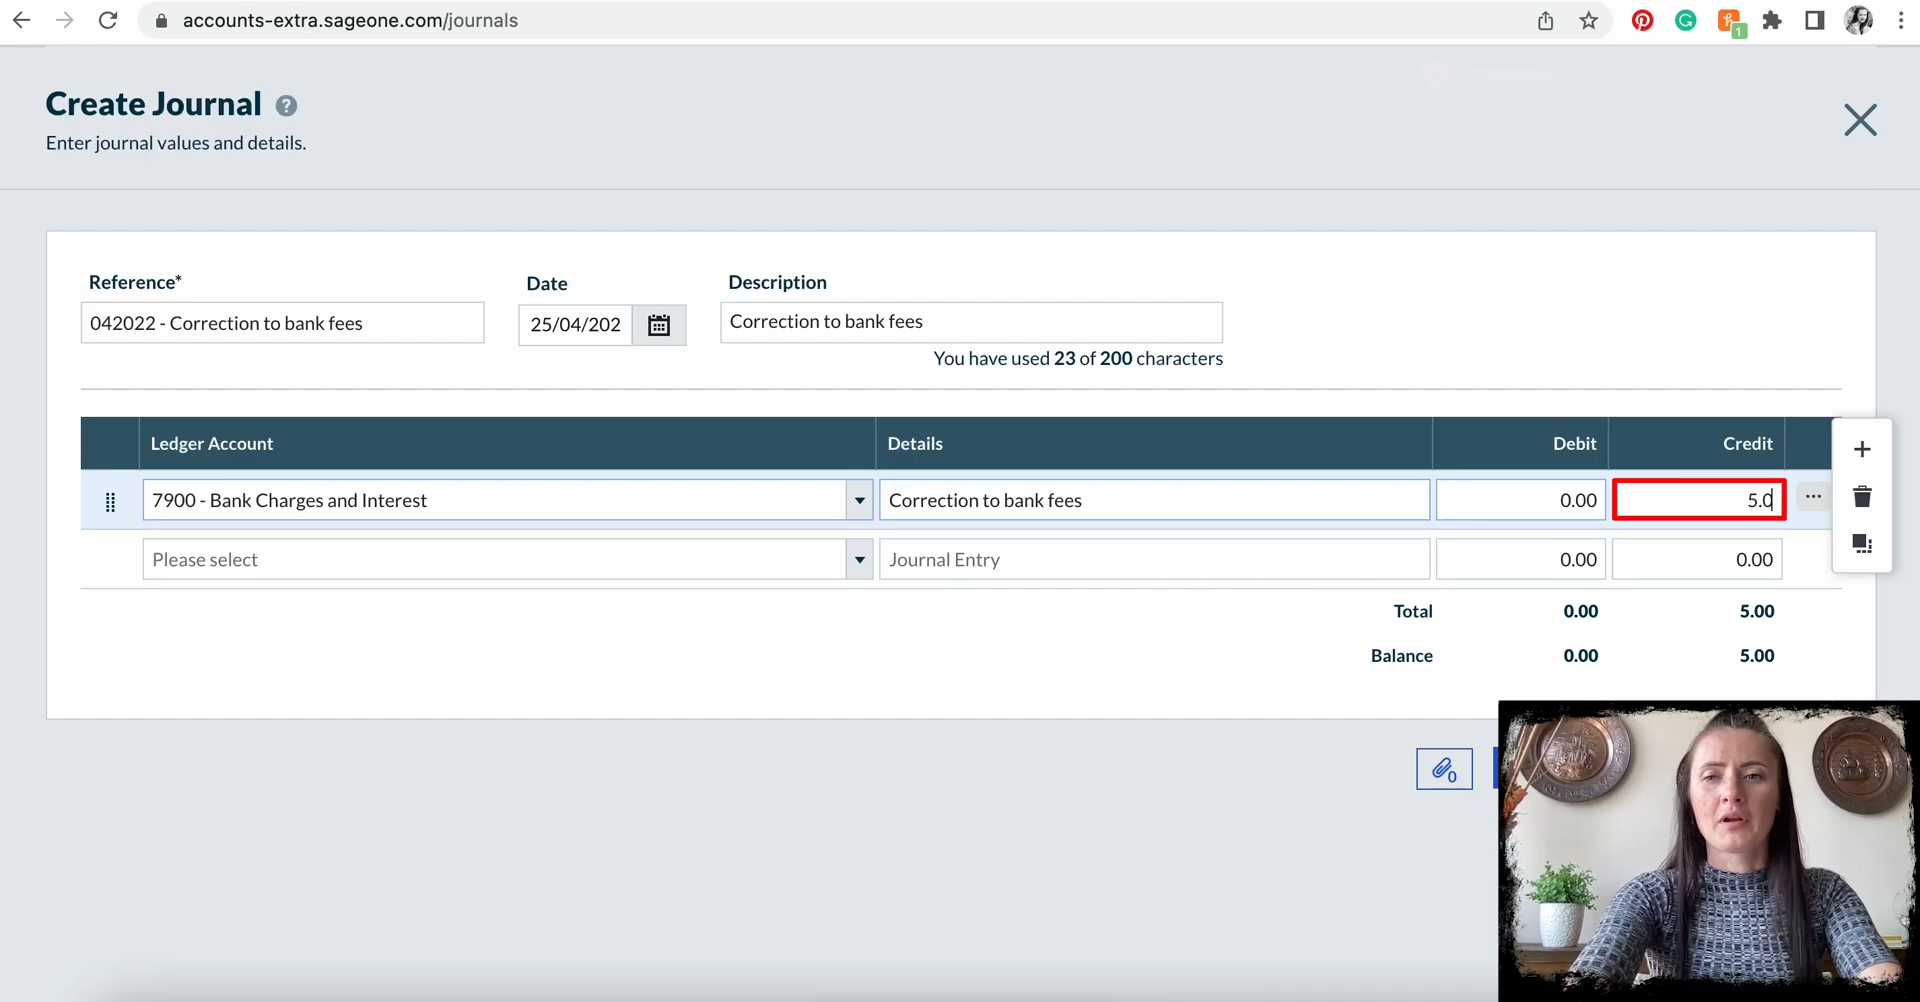 accounts-extra.sageone.com/journals
1
Create Journal ?
Enter journal values and details.
Reference* Date Description
042022 - Correction to bank fees 25/04/202 Correction to bank fees
You have used 23 of 200 characters
Ledger Account Details Debit Credit
7900 - Bank Charges and Interest Correction to bank fees 0.00 5.0
Please select Journal Entry 0.00 0.00
Total 0.00 5.00
Balance 0.00 5.00
0